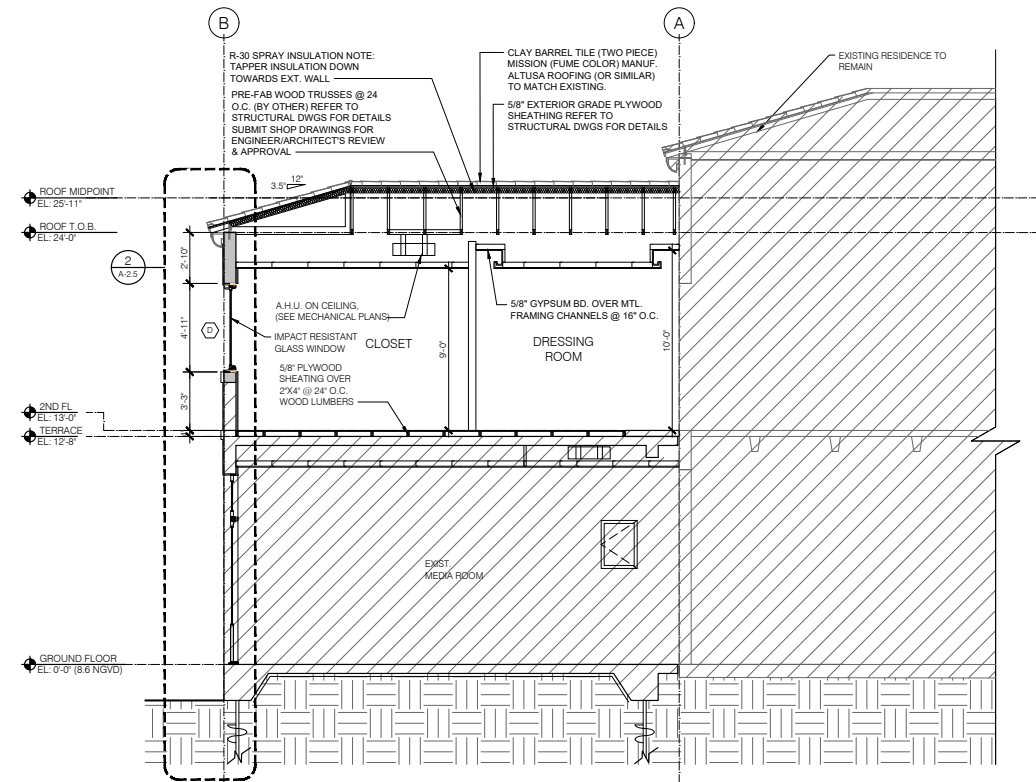 B
A
R-30 SPRAY INSULATION NOTE:
TAPPER INSULATION DOWN
TOWARDS EXT. WALL
PRE-FAB WOOD TRUSSES @ 24
O.C. (BY OTHER) REFER TO
STRUCTURAL DWGS FOR DETAILS
SUBMIT SHOP DRAWINGS FOR
ENGINEER/ARCHITECT'S REVIEW
& APPROVAL
CLAY BARREL TILE (TWO PIECE)
MISSION (FUME COLOR) MANUF.
ALTUSA ROOFING (OR SIMILAR)
TO MATCH EXISTING.
5/8" EXTERIOR GRADE PLYWOOD
SHEATHING REFER TO
STRUCTURAL DWGS FOR DETAILS
EXISTING RESIDENCE TO
REMAIN
12"
3.5"
ROOF MIDPOINT
EL: 25'-11"
ROOF T.O.B.
EL: 24'-0"
2
A-2.5
2'-10"
4'-11"
3'-3"
D
A.H.U. ON CEILING,
(SEE MECHANICAL PLANS)
IMPACT RESISTANT
GLASS WINDOW
CLOSET
5/8" PLYWOOD
SHEATING OVER
2"X4" @ 24" O.C.
WOOD LUMBERS
9'-0"
5/8" GYPSUM BD. OVER MTL.
FRAMING CHANNELS @ 16" O.C.
DRESSING
ROOM
10'-0"
2ND FL
EL: 13'-0"
TERRACE
EL: 12'-8"
EXIST.
MEDIA ROOM
GROUND FLOOR
EL: 0'-0" (8.6 NGVD)